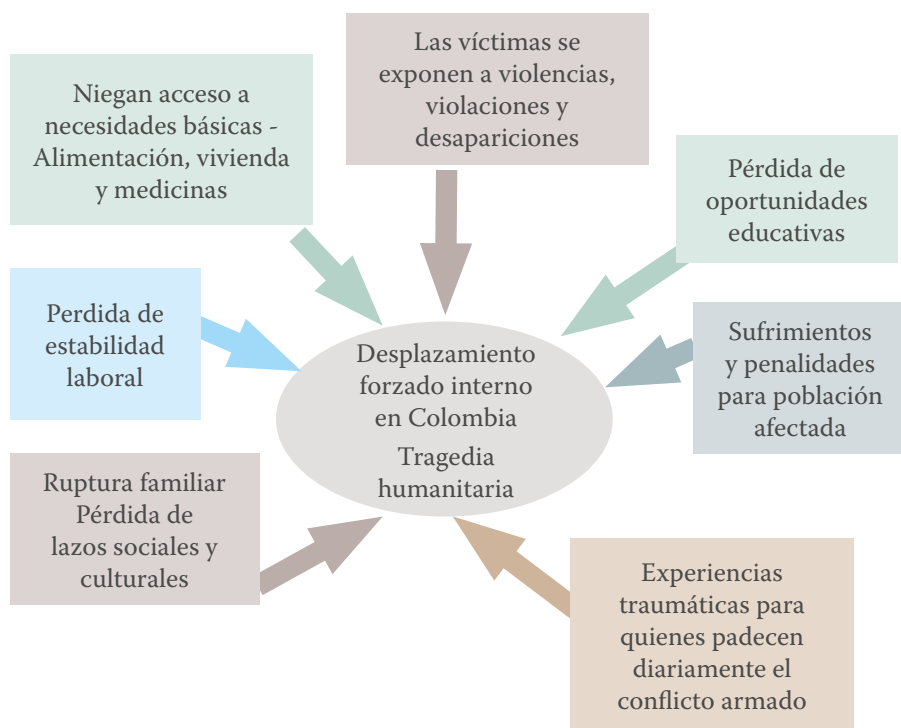 Las víctimas se
exponen a violencias,
violaciones y
desapariciones
Niegan acceso a
necesidades básicas -
Alimentación, vivienda
y medicinas
Pérdida de
oportunidades
educativas
Perdida de
estabilidad
laboral
Desplazamiento
forzado interno
en Colombia
Tragedia
humanitaria
Sufrimientos
y penalidades
para población
afectada
Ruptura familiar
Pérdida de
lazos sociales y
culturales
Experiencias
traumáticas para
quienes padecen
diariamente el
conflicto armado